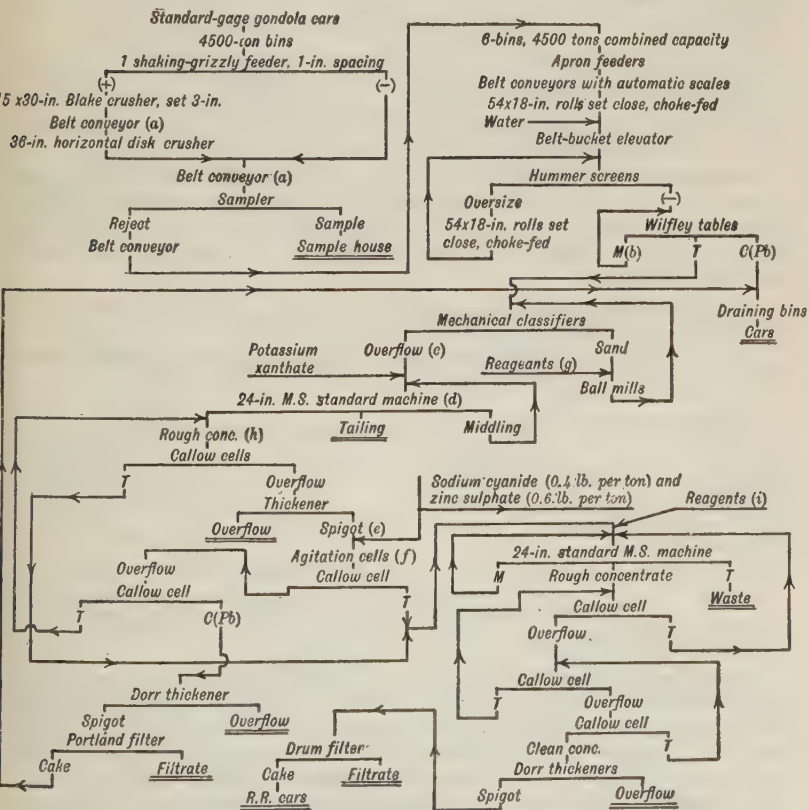 Standard-gage gondola cars
4500-ton bins
1 shaking-grizzly feeder, 1-in. spacing
(+)
(−)
15 x30-in. Blake crusher, set 3-in.
Belt conveyor (a)
36-in. horizontal disk crusher
Belt conveyor (a)
Sampler
Reject
Sample
Belt conveyor
Sample house
6-bins, 4500 tons combined capacity
Apron feeders
Belt conveyors with automatic scales
54x18-in. rolls set close, choke-fed
Water
Belt-bucket elevator
Hummer screens
Oversize
(−)
54x18-in. rolls set
close, choke-fed
Wilfley tables
M(b)
T
C(Pb)
Draining bins
Cars
Mechanical classifiers
Overflow (c)
Sand
Potassium
xanthate
Reagents (g)
Ball mills
24-in. M.S. standard machine (d)
Rough conc. (h)
Tailing
Middling
Callow cells
T
Overflow
Thickener
Overflow
Spigot (e)
Sodium cyanide (0.4 lb. per ton) and
zinc sulphate (0.6 lb. per ton)
Agitation cells (f)
Callow cell
Overflow
T
Callow cell
T
C(Pb)
Dorr thickener
Spigot
Overflow
Portland filter
Cake
Filtrate
Reagents (i)
24-in. standard M.S. machine
M
Rough concentrate
T
Waste
Callow cell
Overflow
T
Callow cell
T
Overflow
Callow cell
Clean conc.
T
Dorr thickeners
Spigot
Overflow
Drum filter
Cake
Filtrate
R.R. cars